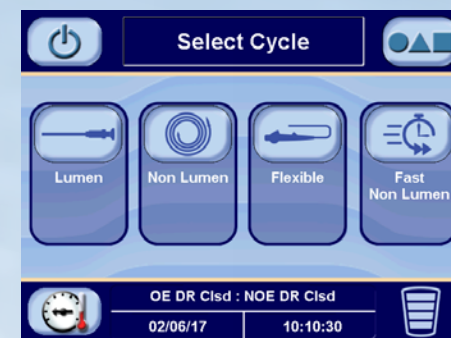 Select Cycle
Lumen
Non Lumen
Flexible
Fast
Non Lumen
OE DR Clsd : NOE DR Clsd
02/06/17
10:10:30